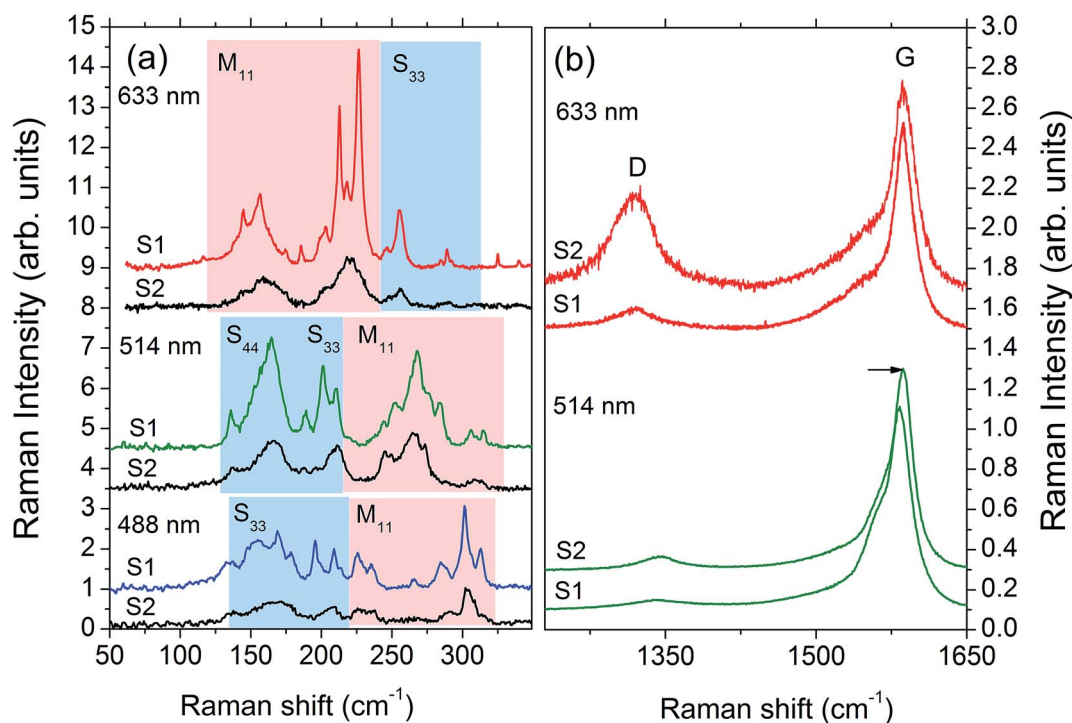 (a)
M11
S33
633 nm
S1
S2
514 nm
S44
S33
M11
S1
S2
488 nm
S33
M11
S1
S2
15
14
13
12
11
10
9
8
7
6
5
4
3
2
1
0
50 100 150 200 250 300
Raman shift (cm-1)
Raman Intensity (arb. units)
(b)
G
633 nm
D
S2
S1
514 nm
S2
S1
3.0
2.8
2.6
2.4
2.2
2.0
1.8
1.6
1.4
1.2
1.0
0.8
0.6
0.4
0.2
0.0
1350 1500 1650
Raman shift (cm-1)
Raman Intensity (arb. units)